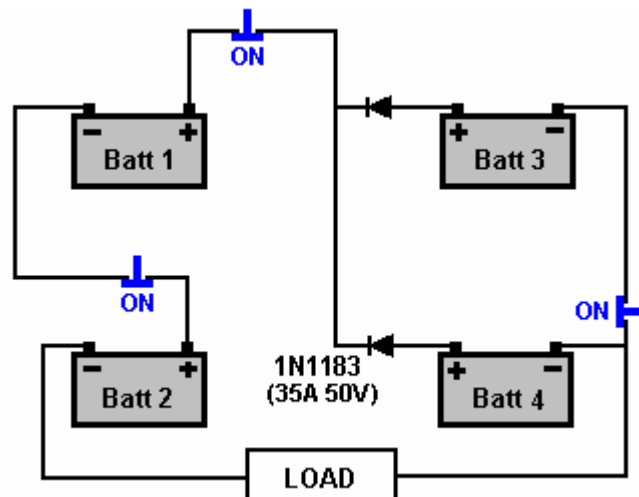 ON
- +
Batt 1
+ -
Batt 3
ON
ON
- +
Batt 2
1N1183
(35A 50V)
+ -
Batt 4
LOAD